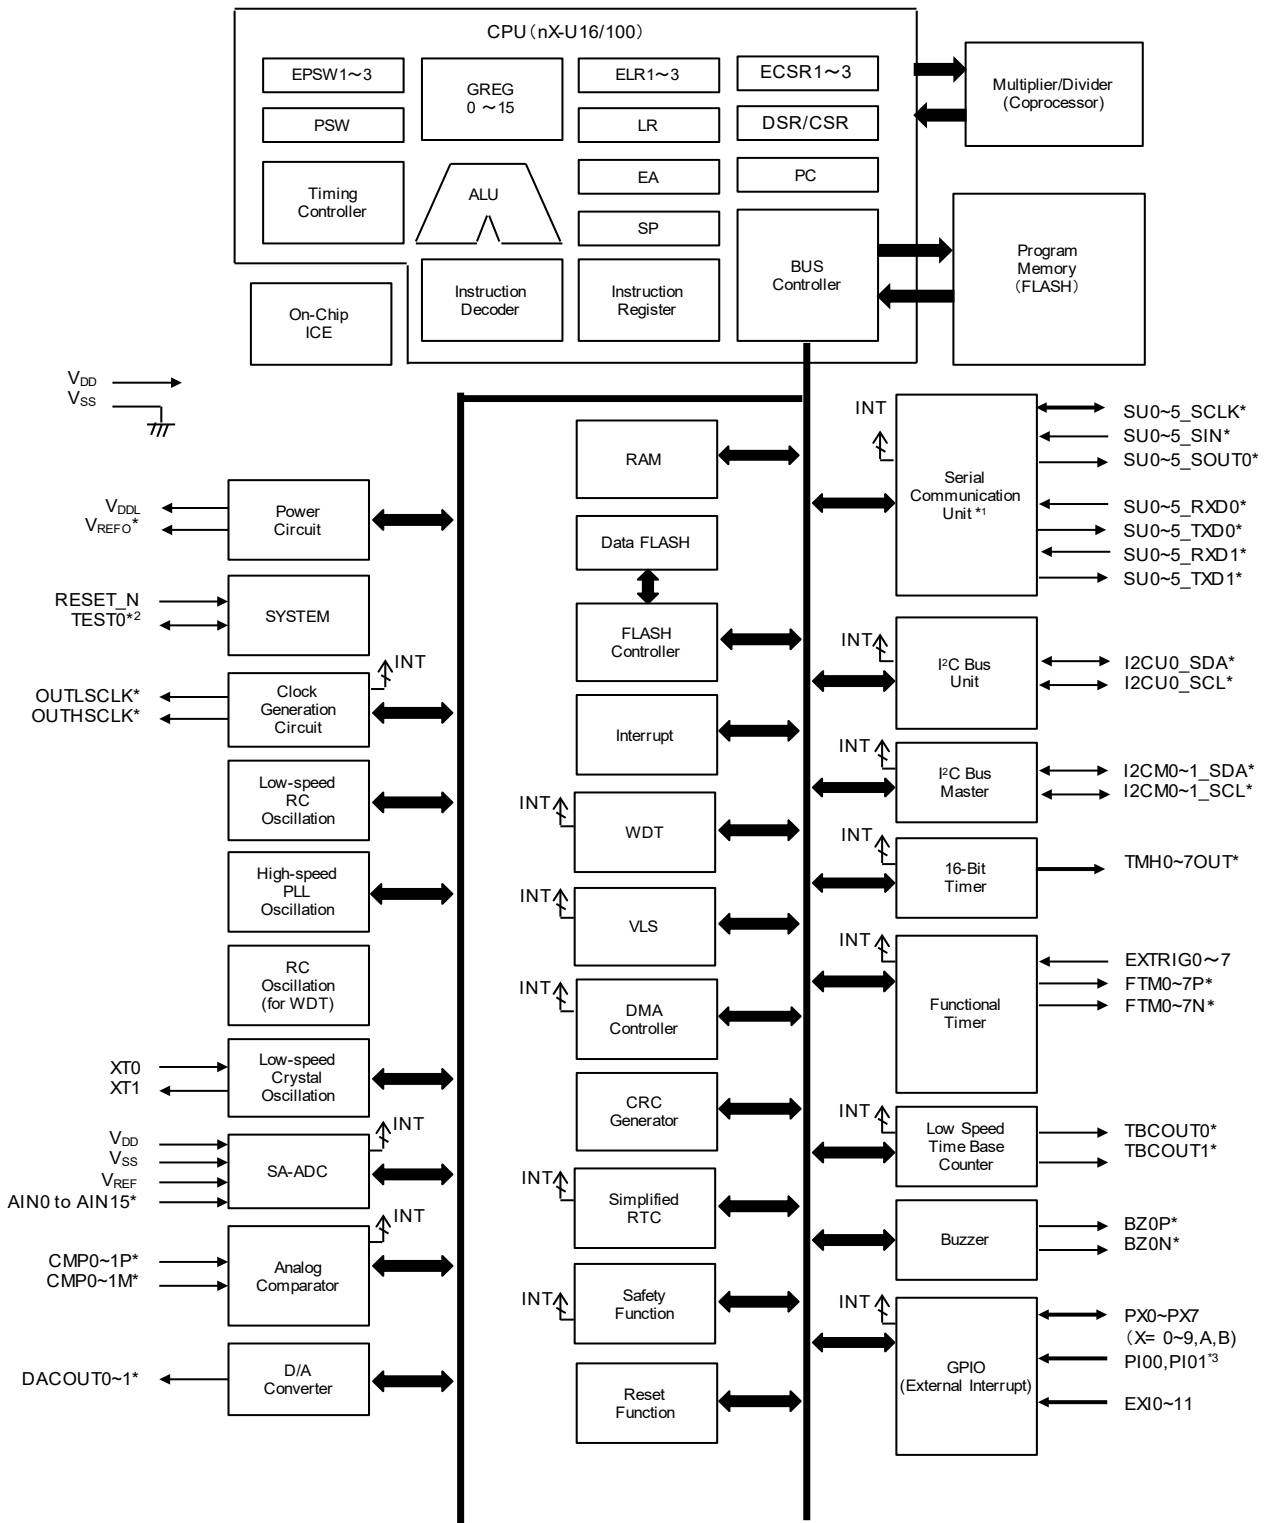 CPU（nX-U16/100）
EPSW1～3
GREG
0 ～15
ELR1～3
ECSR1～3
Multiplier/Divider
(Coprocessor)
PSW
LR
DSR/CSR
Timing
Controller
ALU
EA
PC
SP
BUS
Controller
Program
Memory
（FLASH）
On-Chip
ICE
Instruction
Decoder
Instruction
Register
VDD
VSS
VDDL
VREFO*
Power
Circuit
RESET_N
TEST0*2
SYSTEM
INT
OUTLSCLK*
OUTHSCLK*
Clock
Generation
Circuit
Low-speed
RC
Oscillation
High-speed
PLL
Oscillation
RC
Oscillation
(for WDT)
XT0
XT1
Low-speed
Crystal
Oscillation
INT
VDD
VSS
VREF
AIN0 to AIN15*
SA-ADC
INT
CMP0~1P*
CMP0~1M*
Analog
Comparator
DACOUT0~1*
D/A
Converter
RAM
Data FLASH
FLASH
Controller
Interrupt
INT
WDT
INT
VLS
INT
DMA
Controller
CRC
Generator
INT
Simplified
RTC
INT
Safety
Function
Reset
Function
INT
Serial
Communication
Unit *1
SU0~5_SCLK*
SU0~5_SIN*
SU0~5_SOUT0*
SU0~5_RXD0*
SU0~5_TXD0*
SU0~5_RXD1*
SU0~5_TXD1*
INT
I²C Bus
Unit
I2CU0_SDA*
I2CU0_SCL*
INT
I²C Bus
Master
I2CM0~1_SDA*
I2CM0~1_SCL*
INT
16-Bit
Timer
TMH0~7OUT*
INT
Functional
Timer
EXTRIG0～7
FTM0~7P*
FTM0~7N*
INT
Low Speed
Time Base
Counter
TBCOUT0*
TBCOUT1*
Buzzer
BZ0P*
BZ0N*
INT
GPIO
(External Interrupt)
PX0~PX7
（X= 0~9,A,B）
PI00,PI01*3
EXI0~11